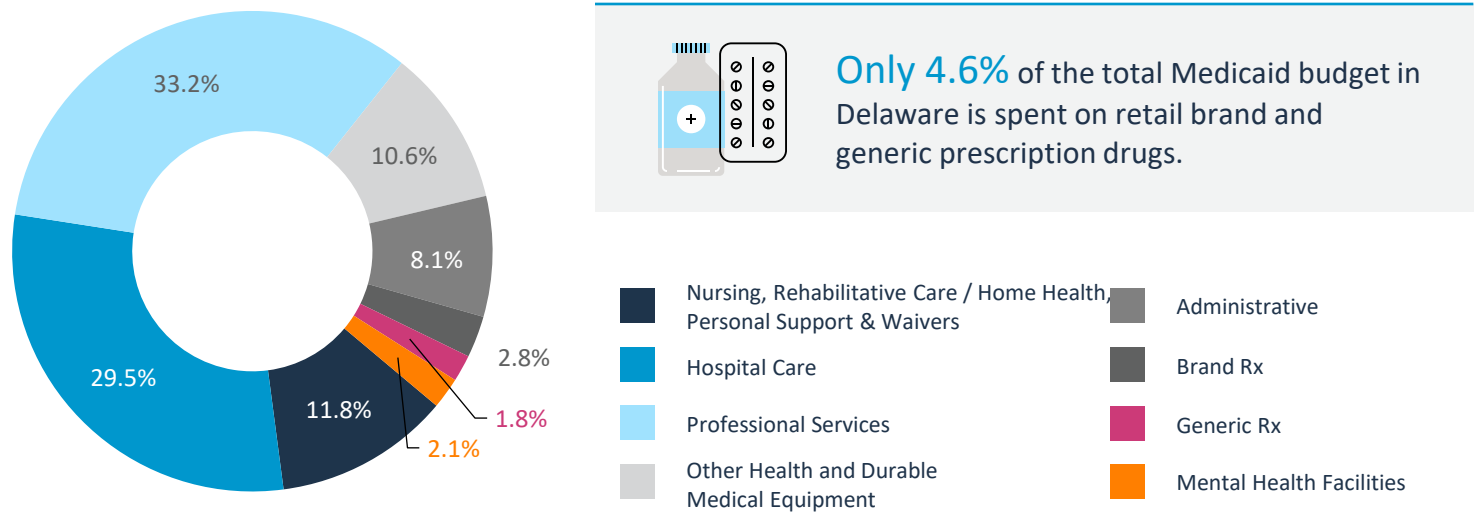 33.2%
10.6%
8.1%
2.8%
1.8%
2.1%
11.8%
29.5%
Only 4.6% of the total Medicaid budget in
Delaware is spent on retail brand and
generic prescription drugs.
Nursing, Rehabilitative Care / Home Health,
Personal Support & Waivers
Hospital Care
Professional Services
Other Health and Durable
Medical Equipment
Administrative
Brand Rx
Generic Rx
Mental Health Facilities